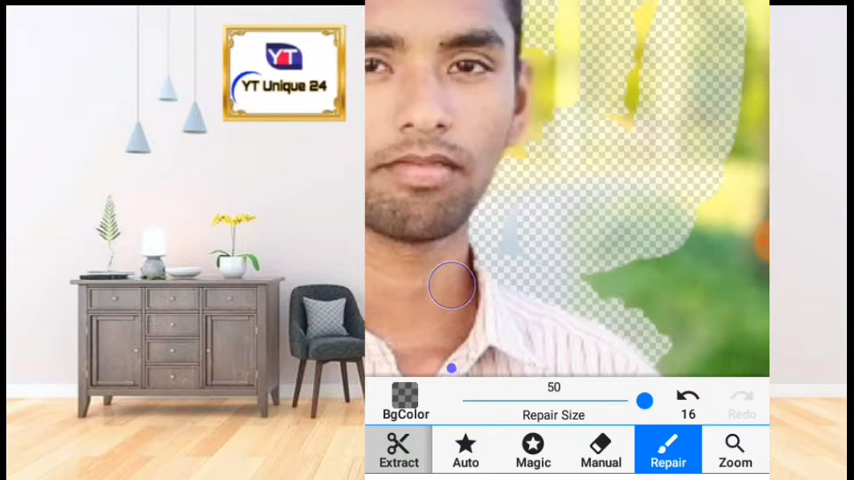 YT
YT Unique 24
50
BgColor
Repair Size
16
Redo
Extract
Auto
Magic
Manual
Repair
Zoom